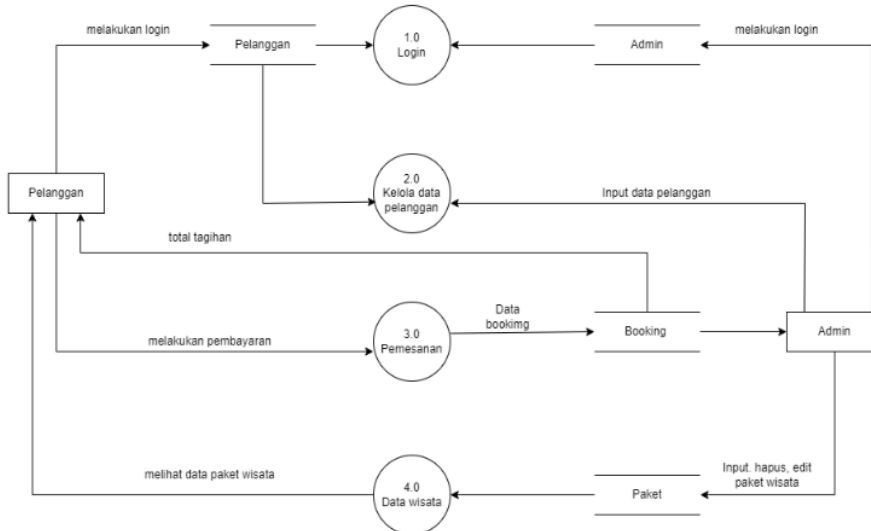 melakukan login
Pelanggan
1.0
Login
Admin
melakukan login
Pelanggan
2.0
Kelola data
pelanggan
Input data pelanggan
total tagihan
melakukan pembayaran
3.0
Pemesanan
Data
bookimg
Booking
Admin
melihat data paket wisata
4.0
Data wisata
Paket
Input. hapus, edit
paket wisata